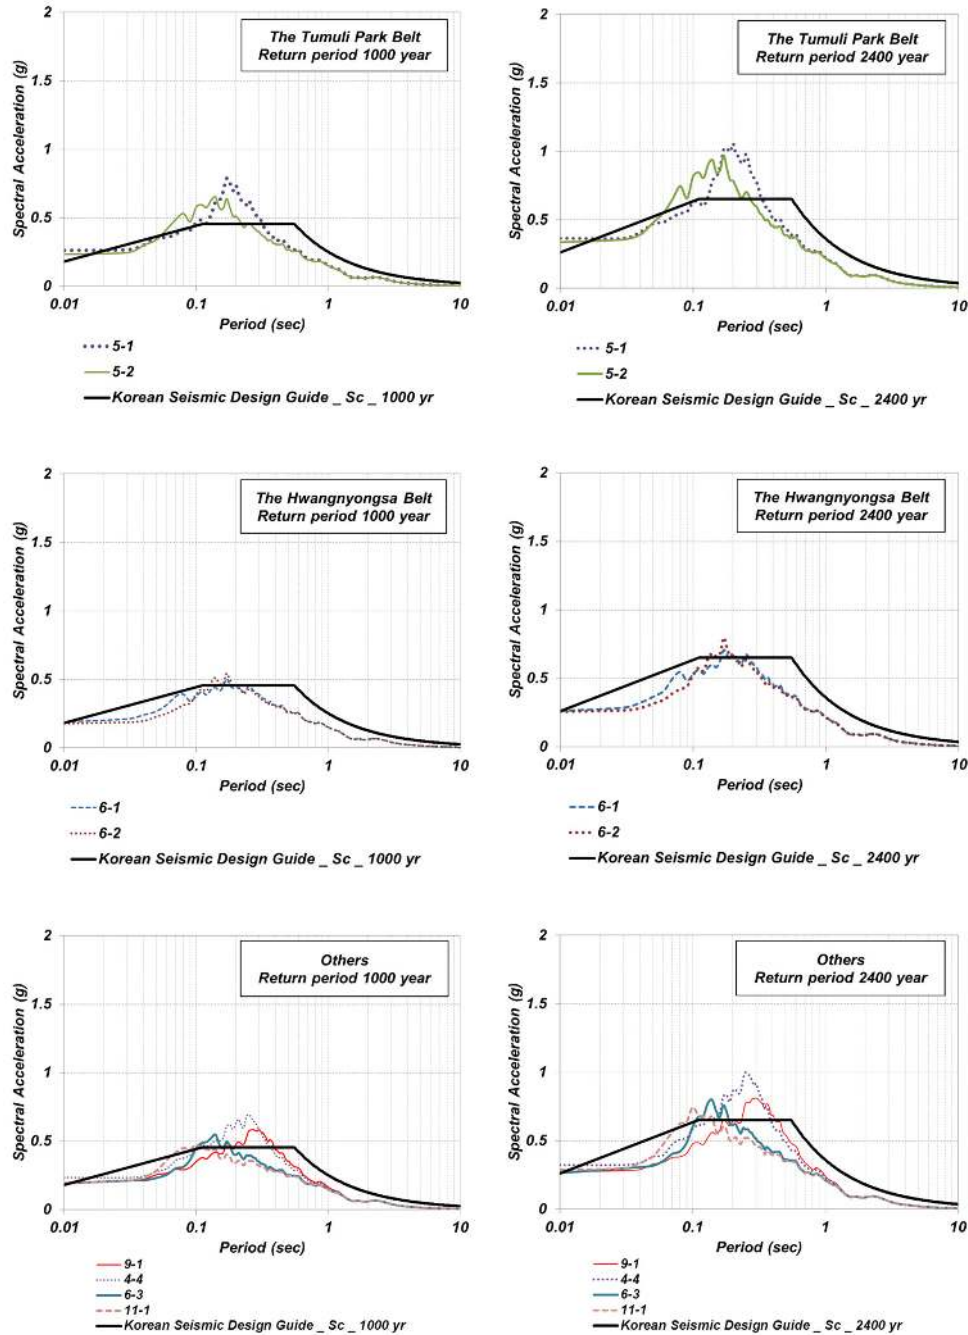 The Tumuli Park Belt
Return period 1000 year
Spectral Acceleration (g)
2
1.5
1
0.5
0
0.01
0.1
1
10
Period (sec)
5-1
5-2
Korean Seismic Design Guide _ Sc _ 1000 yr
The Tumuli Park Belt
Return period 2400 year
Spectral Acceleration (g)
2
1.5
1
0.5
0
0.01
0.1
1
10
Period (sec)
5-1
5-2
Korean Seismic Design Guide _ Sc _ 2400 yr
The Hwangnyongsa Belt
Return period 1000 year
Spectral Acceleration (g)
2
1.5
1
0.5
0
0.01
0.1
1
10
Period (sec)
6-1
6-2
Korean Seismic Design Guide _ Sc _ 1000 yr
The Hwangnyongsa Belt
Return period 2400 year
Spectral Acceleration (g)
2
1.5
1
0.5
0
0.01
0.1
1
10
Period (sec)
6-1
6-2
Korean Seismic Design Guide _ Sc _ 2400 yr
Others
Return period 1000 year
Spectral Acceleration (g)
2
1.5
1
0.5
0
0.01
0.1
1
10
Period (sec)
9-1
4-4
6-3
11-1
Korean Seismic Design Guide _ Sc _ 1000 yr
Others
Return period 2400 year
Spectral Acceleration (g)
2
1.5
1
0.5
0
0.01
0.1
1
10
Period (sec)
9-1
4-4
6-3
11-1
Korean Seismic Design Guide _ Sc _ 2400 yr